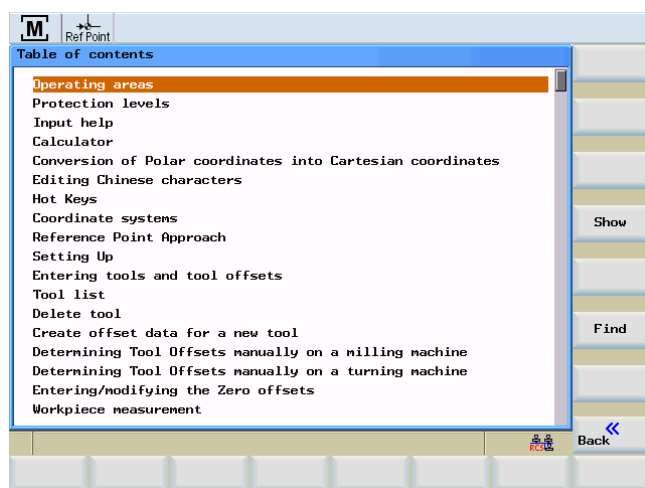 M
Ref Point
Table of contents
Operating areas
Protection levels
Input help
Calculator
Conversion of Polar coordinates into Cartesian coordinates
Editing Chinese characters
Hot Keys
Coordinate systems
Reference Point Approach
Setting Up
Entering tools and tool offsets
Tool list
Delete tool
Create offset data for a new tool
Determining Tool Offsets manually on a milling machine
Determining Tool Offsets manually on a turning machine
Entering/modifying the Zero offsets
Workpiece measurement
Show
Find
Back
RCS